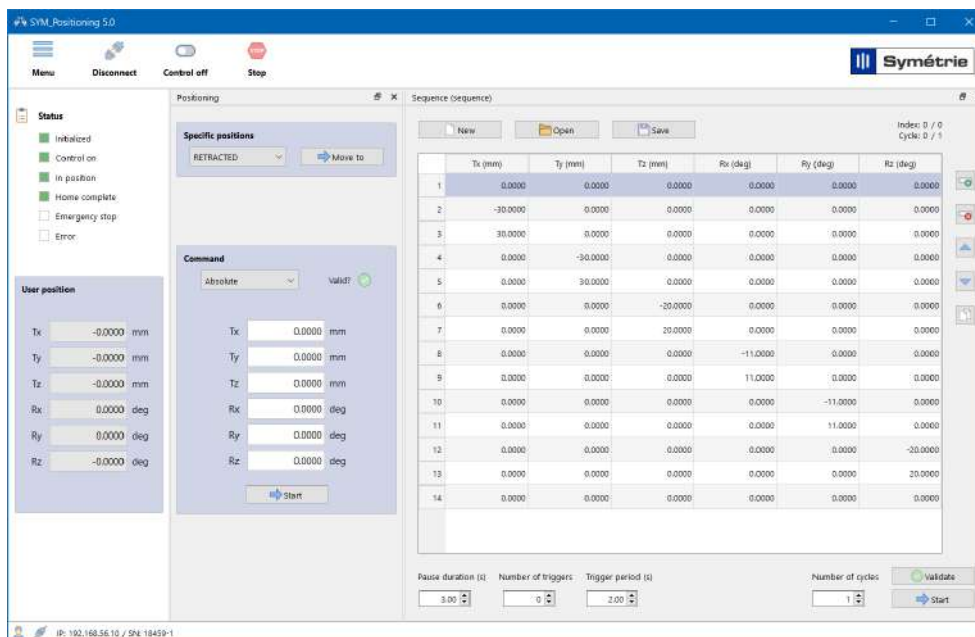 SYM_Positioning 5.0
Menu Disconnect Control off STOP Stop Symétrie
Status
Initialized
Control on
In position
Home complete
Emergency stop
Error
User position
Tx -0.0000 mm
Ty -0.0000 mm
Tz -0.0000 mm
Rx 0.0000 deg
Ry 0.0000 deg
Rz -0.0000 deg
Positioning
Specific positions
RETRACTED Move to
Command
Absolute Valid?
Tx 0.0000 mm
Ty 0.0000 mm
Tz 0.0000 mm
Rx 0.0000 deg
Ry 0.0000 deg
Rz 0.0000 deg
Start
Sequence (sequence)
New Open Save
Index: 0 / 0
Cycle: 0 / 1
Tx (mm) Ty (mm) Tz (mm) Rx (deg) Ry (deg) Rz (deg)
1 0.0000 0.0000 0.0000 0.0000 0.0000 0.0000
2 -30.0000 0.0000 0.0000 0.0000 0.0000 0.0000
3 30.0000 0.0000 0.0000 0.0000 0.0000 0.0000
4 0.0000 -30.0000 0.0000 0.0000 0.0000 0.0000
5 0.0000 30.0000 0.0000 0.0000 0.0000 0.0000
6 0.0000 0.0000 -20.0000 0.0000 0.0000 0.0000
7 0.0000 0.0000 20.0000 0.0000 0.0000 0.0000
8 0.0000 0.0000 0.0000 -11.0000 0.0000 0.0000
9 0.0000 0.0000 0.0000 11.0000 0.0000 0.0000
10 0.0000 0.0000 0.0000 0.0000 -11.0000 0.0000
11 0.0000 0.0000 0.0000 0.0000 11.0000 0.0000
12 0.0000 0.0000 0.0000 0.0000 0.0000 -20.0000
13 0.0000 0.0000 0.0000 0.0000 0.0000 20.0000
14 0.0000 0.0000 0.0000 0.0000 0.0000 0.0000
Pause duration (s) Number of triggers Trigger period (s) Number of cycles Validate
3.00 0 2.00 1 Start
IP: 192.168.56.10 / SN: 18459-1